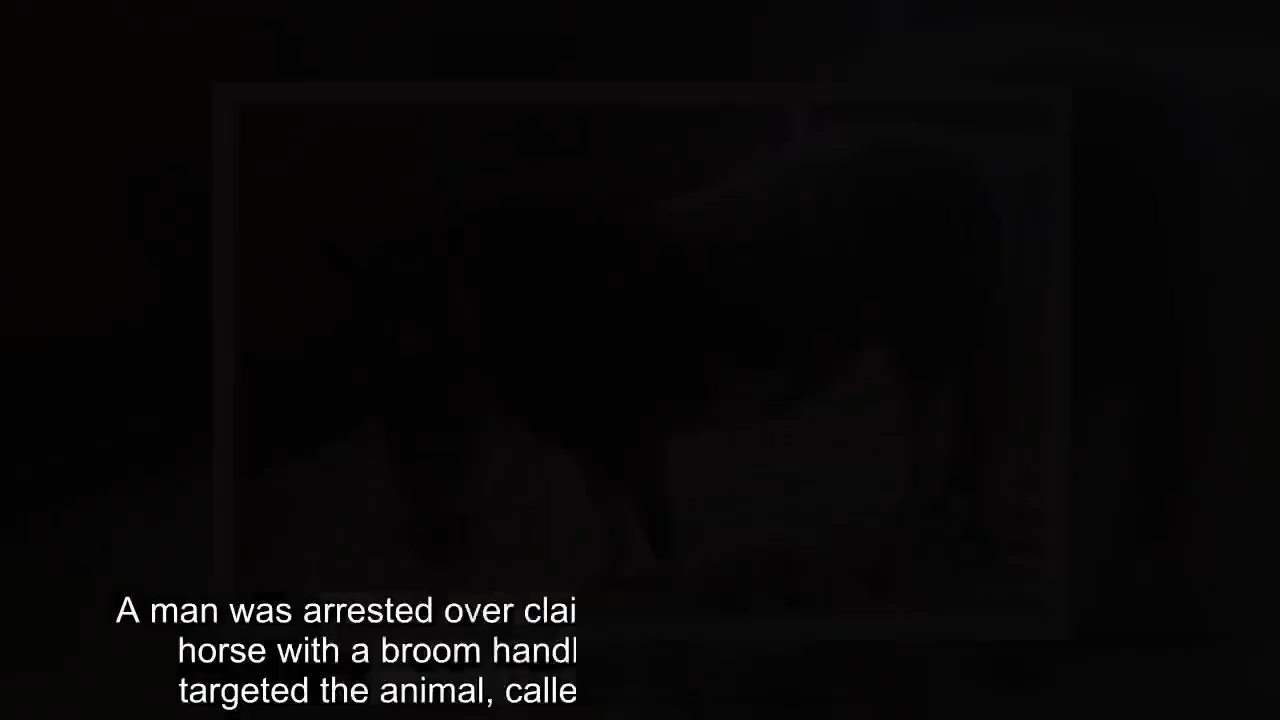 A man was arrested over clai
horse with a broom handl
targeted the animal, calle